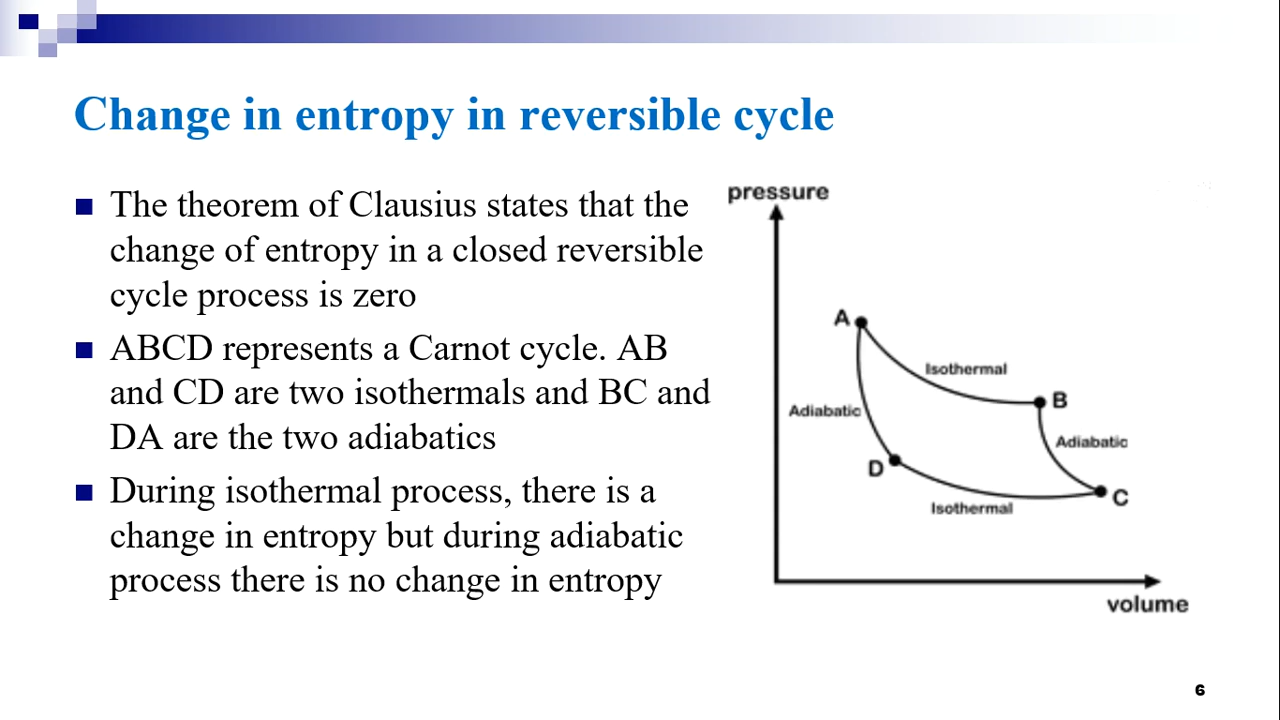 Change in entropy in reversible cycle
The theorem of Clausius states that the
change of entropy in a closed reversible
cycle process is zero
ABCD represents a Carnot cycle. AB
and CD are two isothermals and BC and
DA are the two adiabatics
During isothermal process, there is a
change in entropy but during adiabatic
process there is no change in entropy
pressure
A
Isothermal
B
Adiabatic
Adiabatic
D
C
Isothermal
volume
6